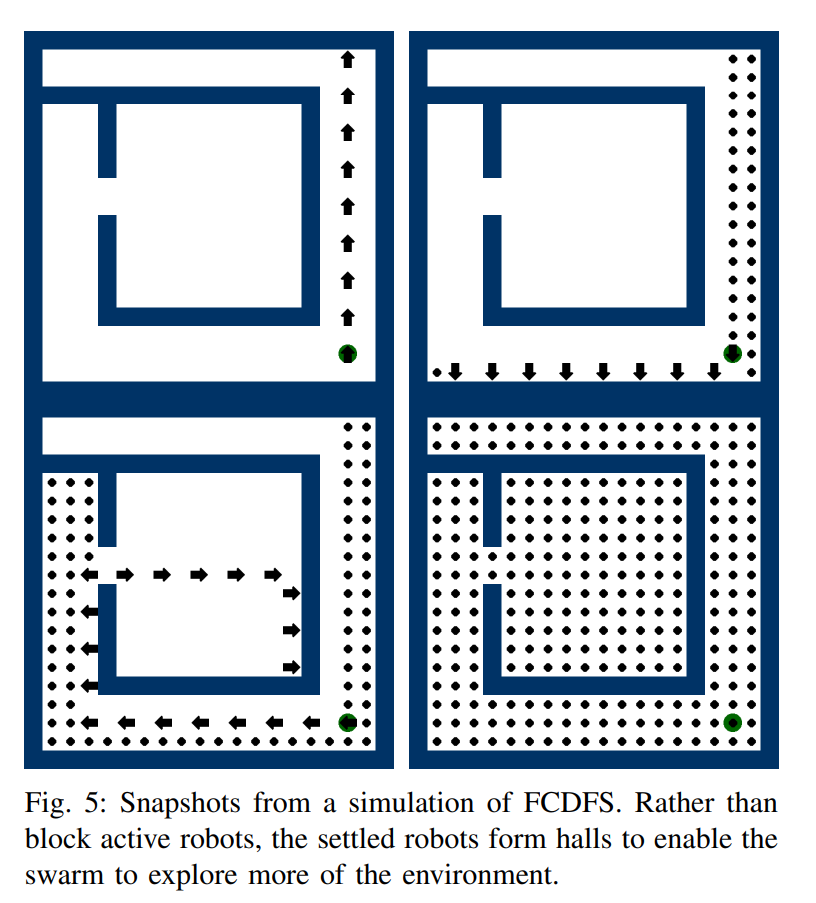 Fig. 5: Snapshots from a simulation of FCDFS. Rather than
block active robots, the settled robots form halls to enable the
swarm to explore more of the environment.